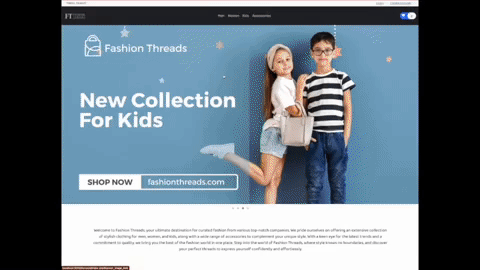 Men Women Kids Accessories
Fashion Threads
New Collection
For Kids
SHOP NOW fashionthreads.com
Welcome to Fashion Threads, your ultimate destination for curated fashion from various top-notch companies. We pride ourselves on offering an extensive collection
of stylish clothing for men, women, and kids, along with a wide range of accessories to complement your unique style. With a keen eye for the latest trends and a
commitment to quality, we bring you the best of the fashion world in one place. Step into the world of Fashion Threads, where style knows no boundaries, and discover
your perfect threads to express yourself confidently and effortlessly.